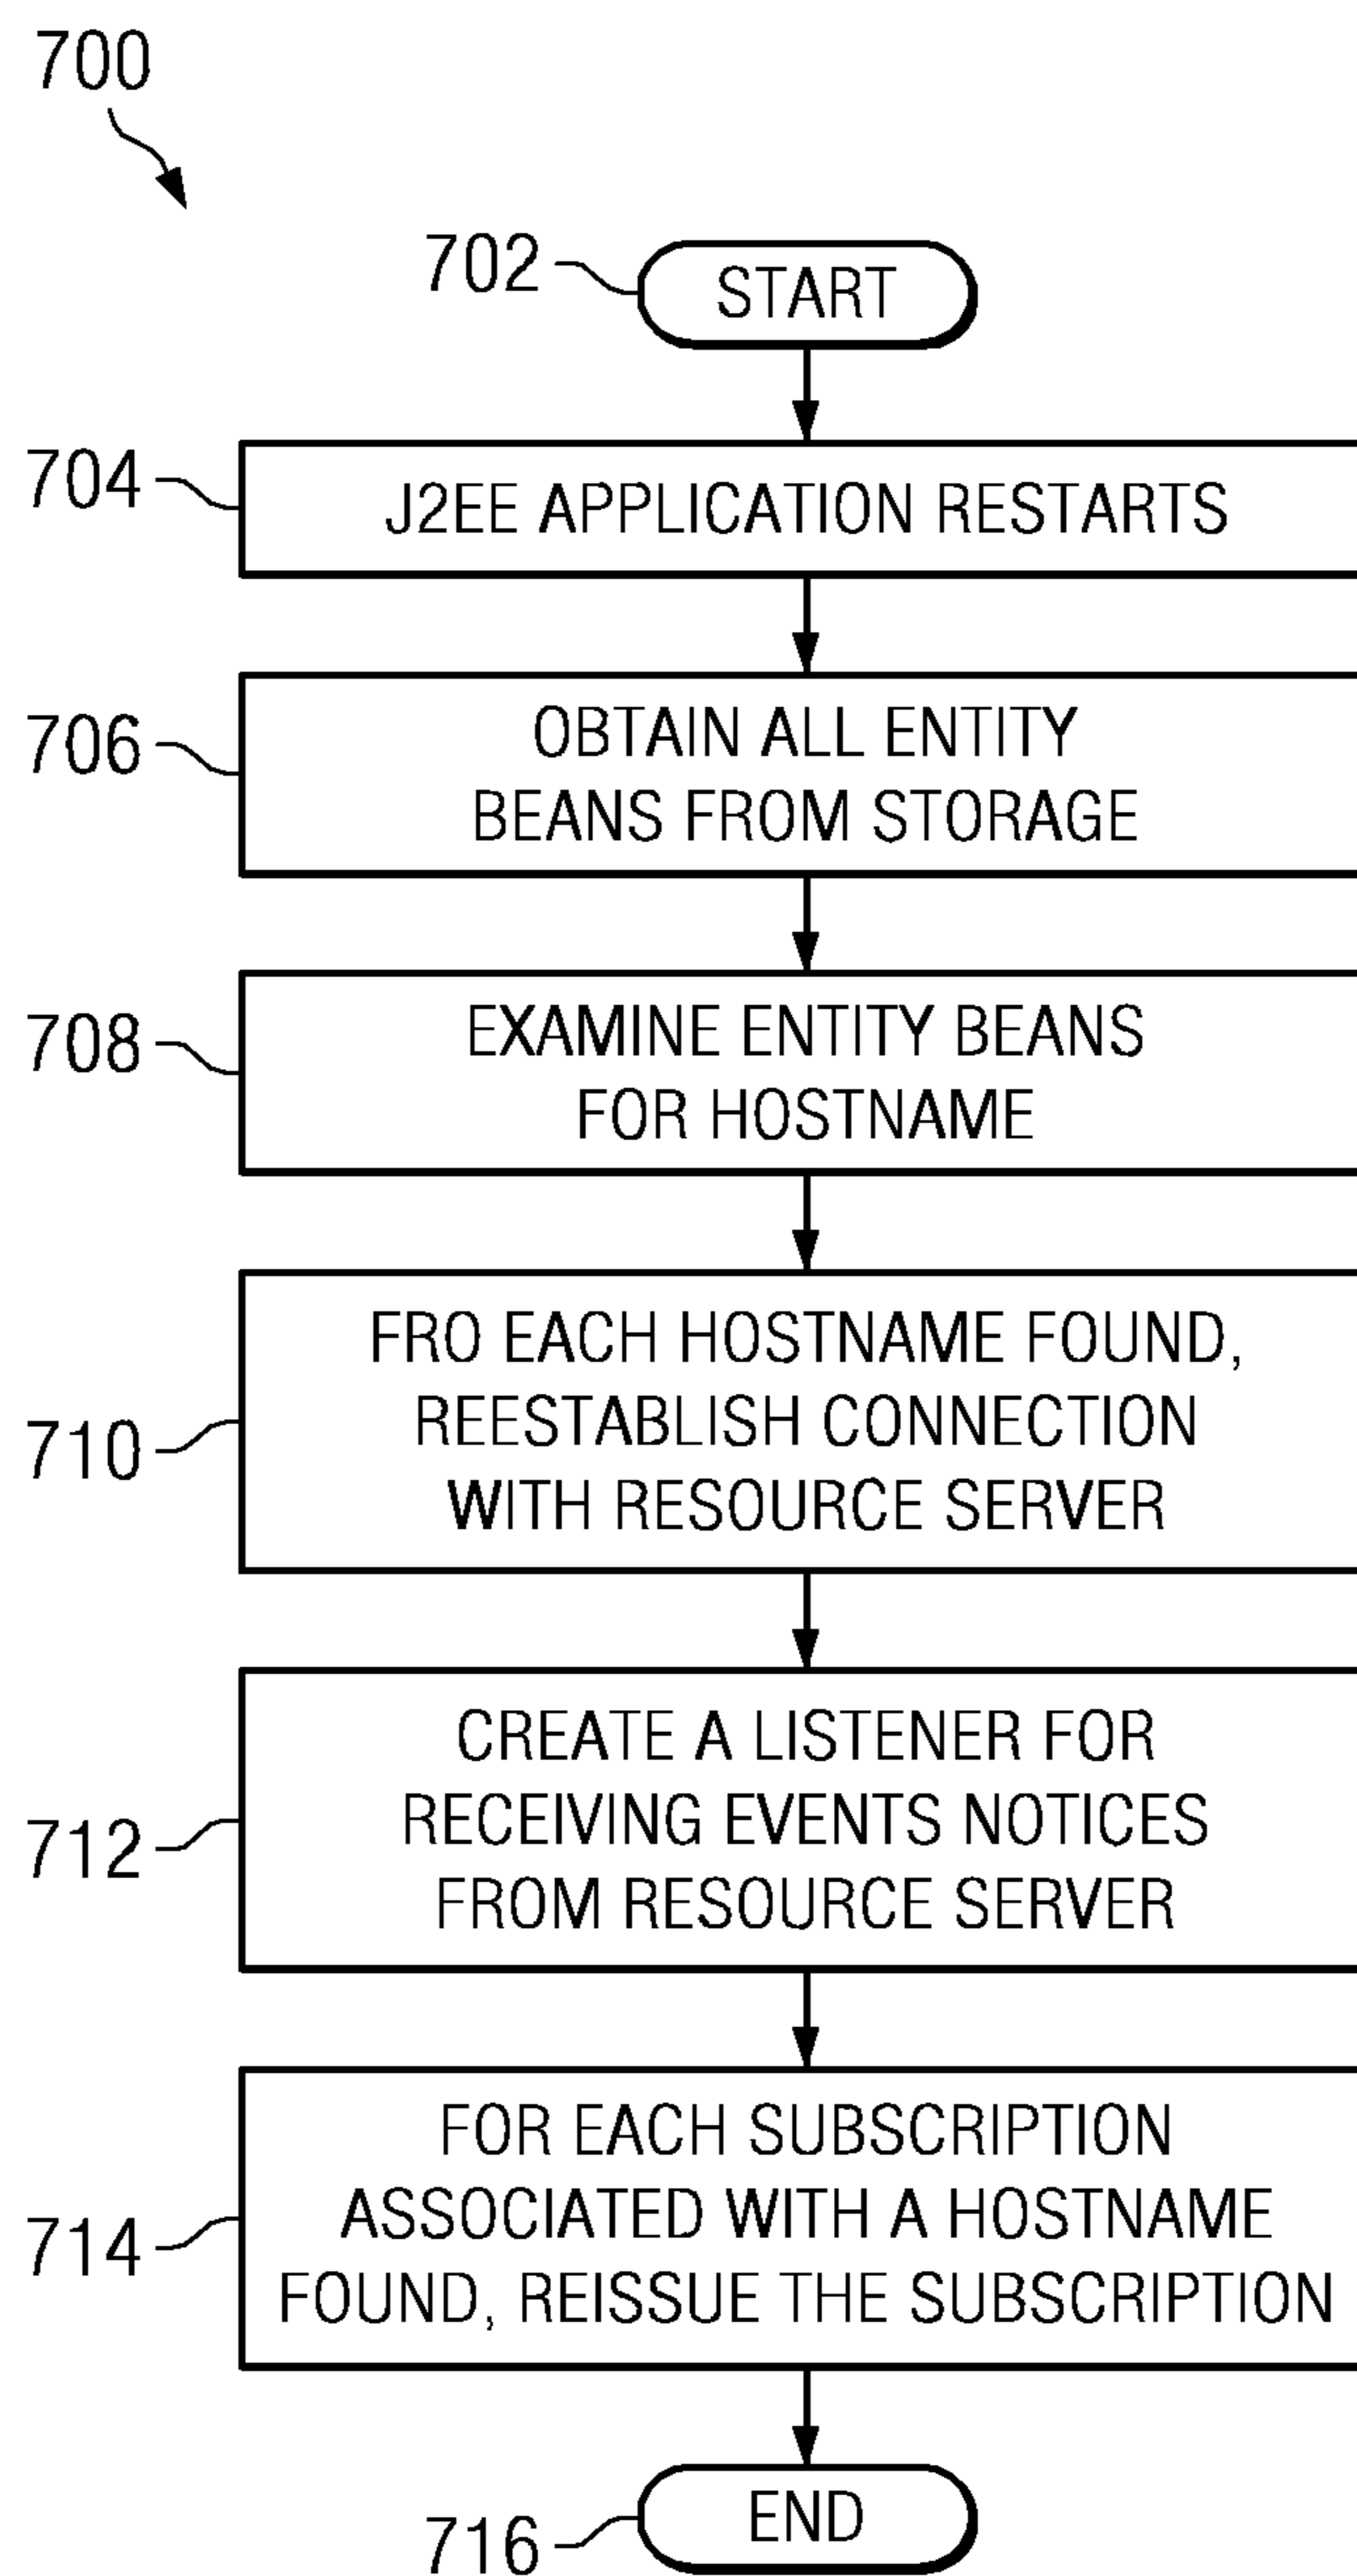 700
702
START
704
J2EE APPLICATION RESTARTS
706
OBTAIN ALL ENTITY
BEANS FROM STORAGE
708
EXAMINE ENTITY BEANS
FOR HOSTNAME
710
FRO EACH HOSTNAME FOUND,
REESTABLISH CONNECTION
WITH RESOURCE SERVER
712
CREATE A LISTENER FOR
RECEIVING EVENTS NOTICES
FROM RESOURCE SERVER
714
FOR EACH SUBSCRIPTION
ASSOCIATED WITH A HOSTNAME
FOUND, REISSUE THE SUBSCRIPTION
716
END